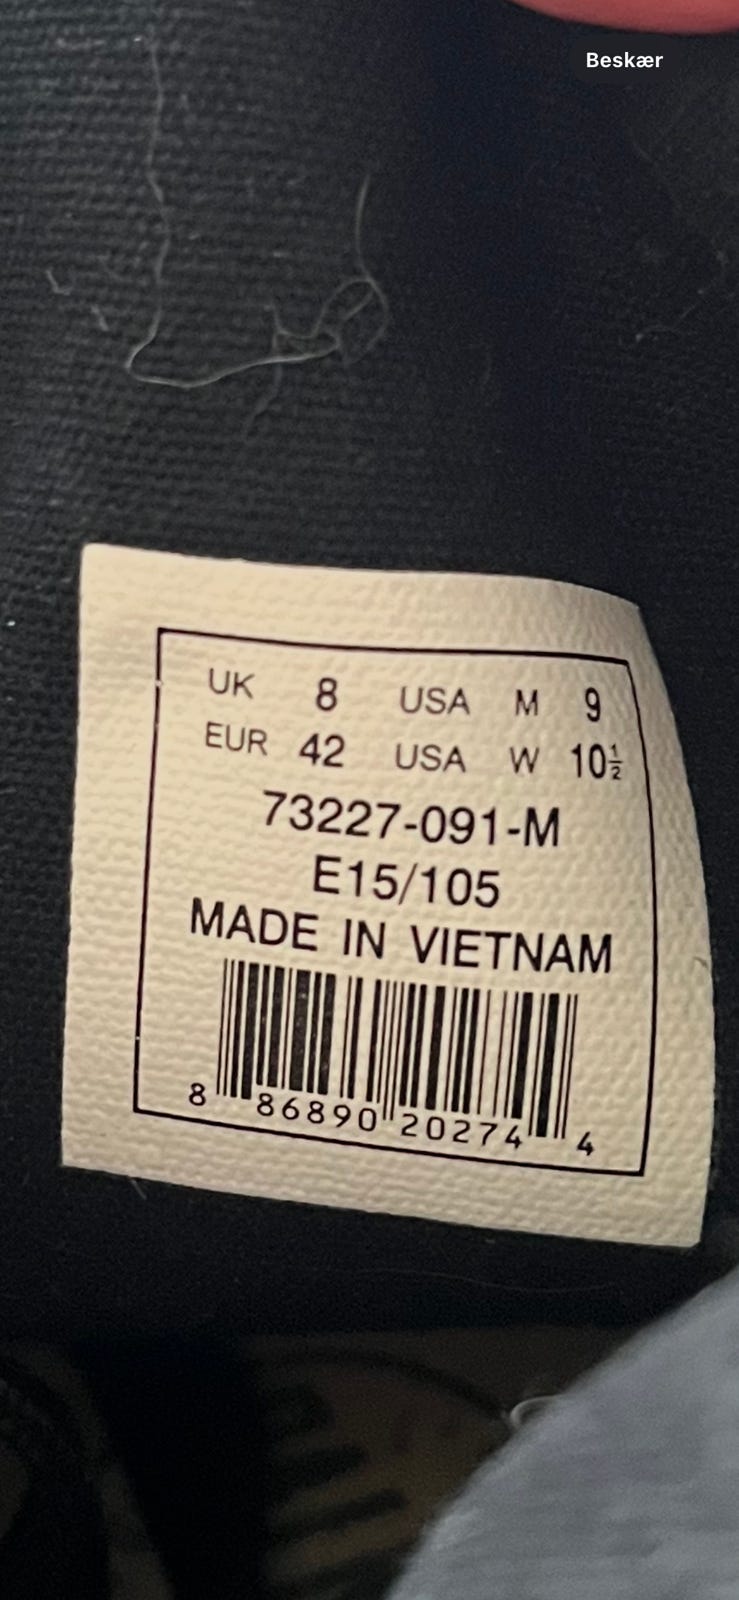 Beskær
UK 8 USA M 9
EUR 42 USA W 10½
73227-091-M
E15/105
MADE IN VIETNAM
8 86890 20274 4